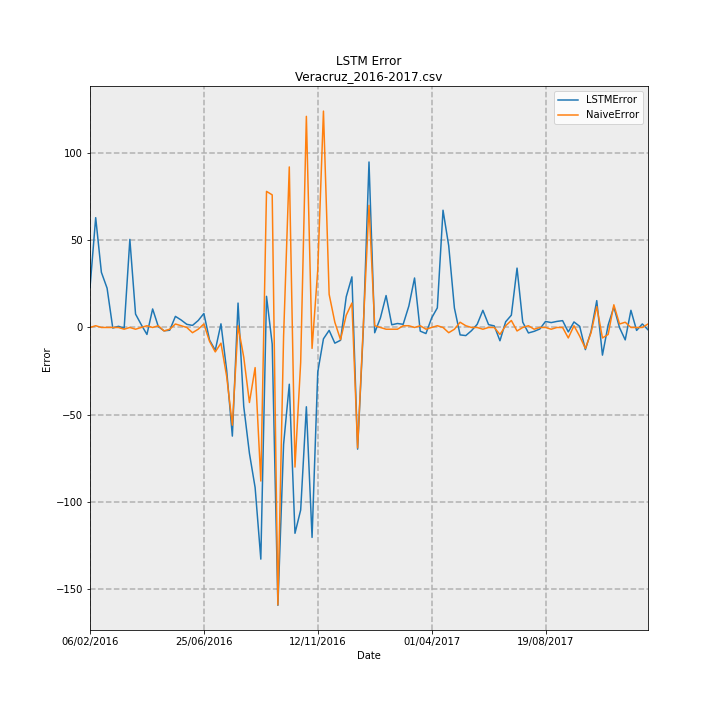 LSTM Error
Veracruz_2016-2017.csv
LSTMError
NaiveError
Error
100
50
0
−50
−100
−150
06/02/2016
25/06/2016
12/11/2016
01/04/2017
19/08/2017
Date